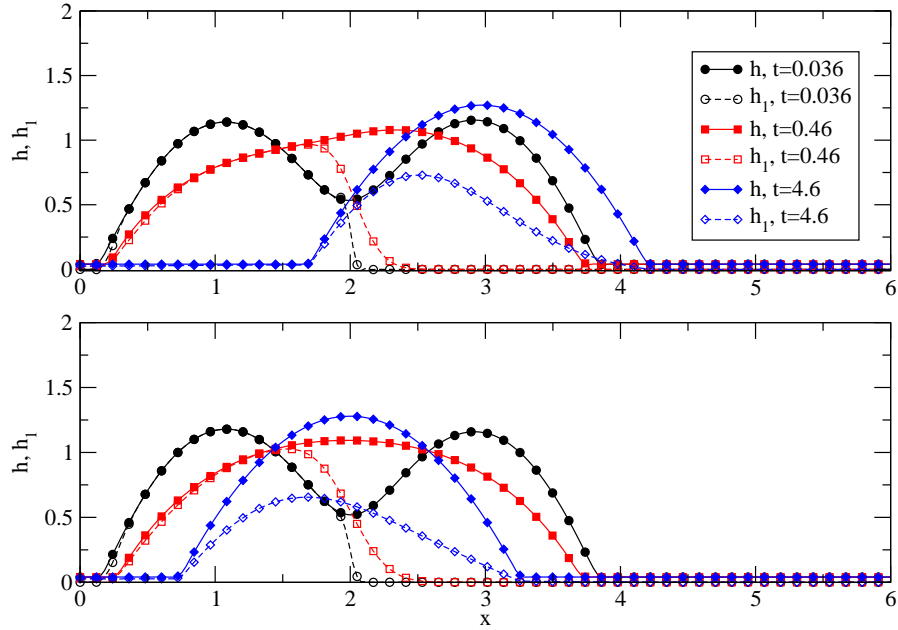 2
1.5
1
0.5
0
h, h1
0 1 2 3 4 5 6
h, t=0.036
h1, t=0.036
h, t=0.46
h1, t=0.46
h, t=4.6
h1, t=4.6
2
1.5
1
0.5
0
h, h1
0 1 2 3 4 5 6
x